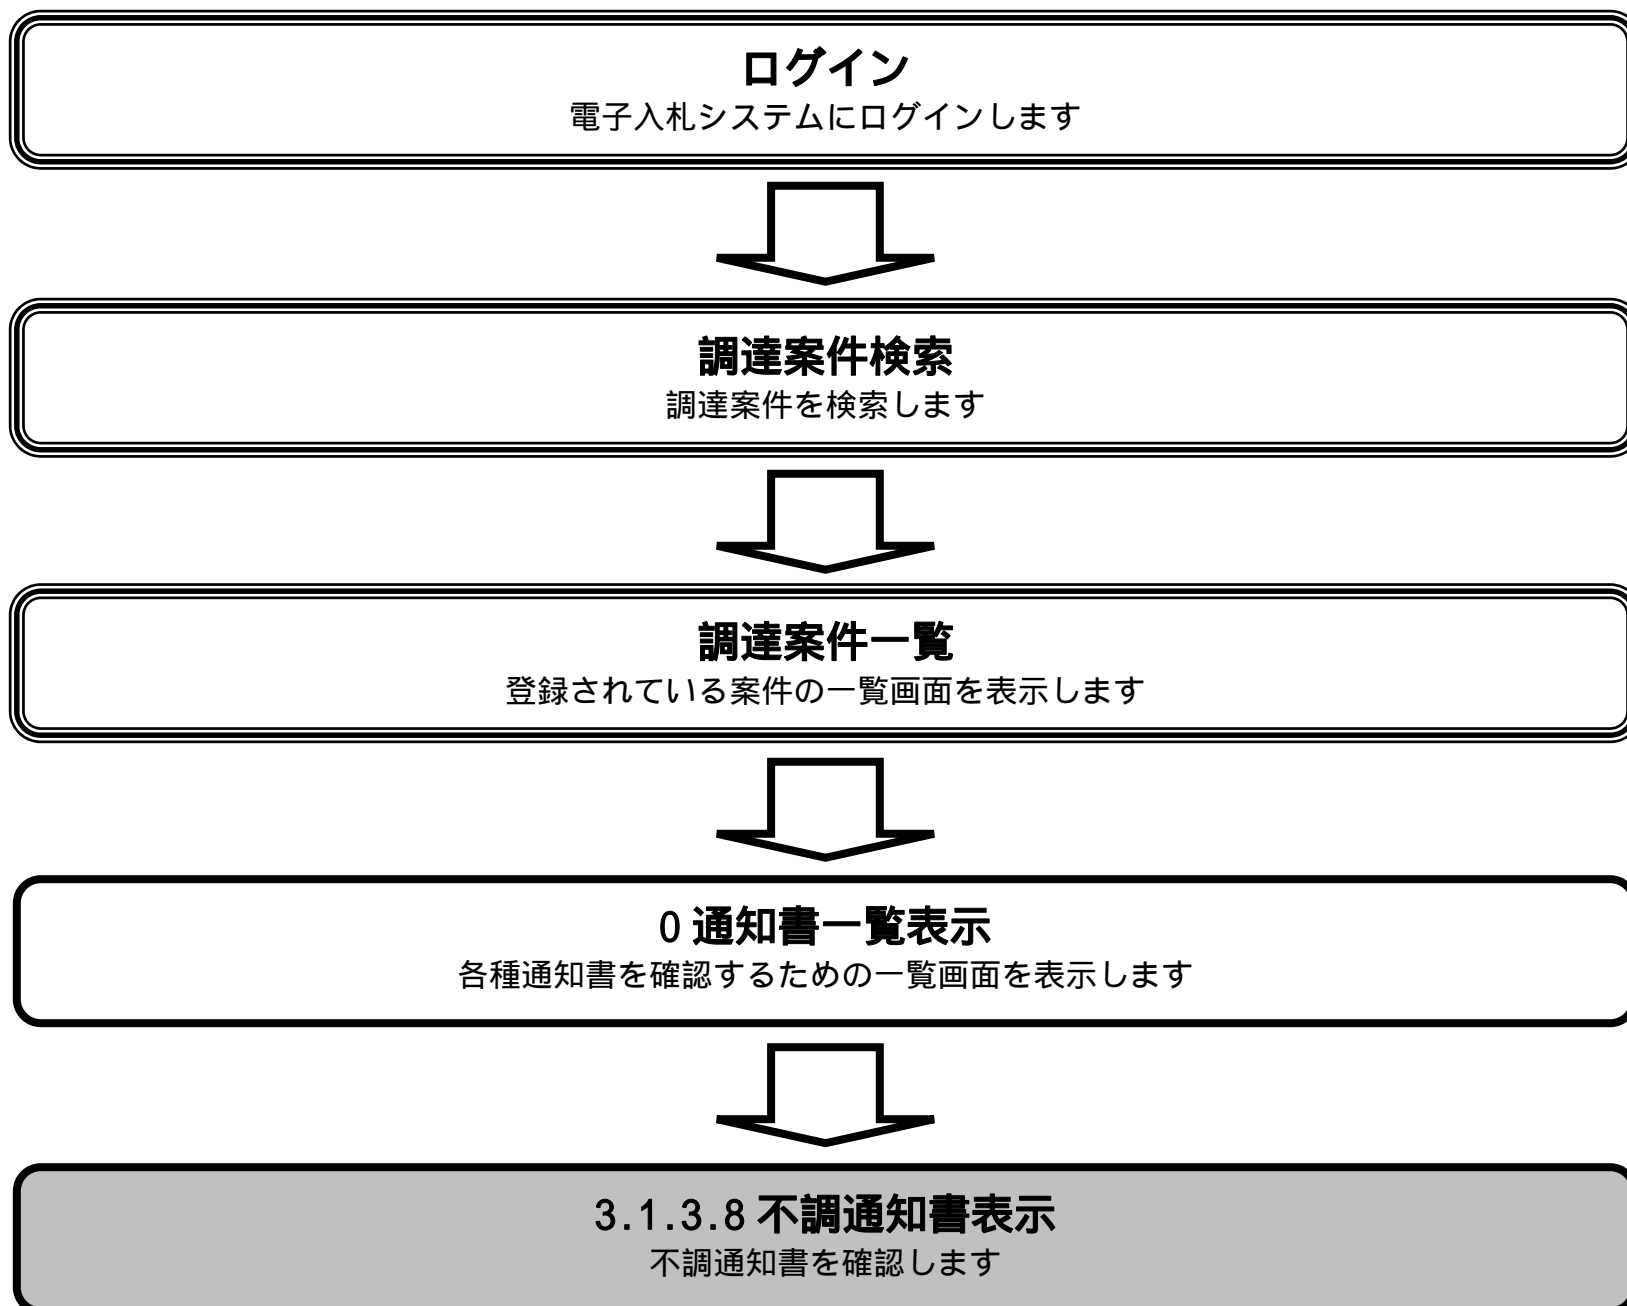 ログイン
電子入札システムにログインします
調達案件検索
調達案件を検索します
調達案件一覧
登録されている案件の一覧画面を表示します
0 通知書一覧表示
各種通知書を確認するための一覧画面を表示します
3.1.3.8 不調通知書表示
不調通知書を確認します